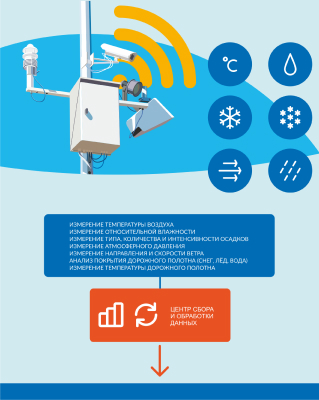 °C
ИЗМЕРЕНИЕ ТЕМПЕРАТУРЫ ВОЗДУХА
ИЗМЕРЕНИЕ ОТНОСИТЕЛЬНОЙ ВЛАЖНОСТИ
ИЗМЕРЕНИЕ ТИПА, КОЛИЧЕСТВА И ИНТЕНСИВНОСТИ ОСАДКОВ
ИЗМЕРЕНИЕ АТМОСФЕРНОГО ДАВЛЕНИЯ
ИЗМЕРЕНИЕ НАПРАВЛЕНИЯ И СКОРОСТИ ВЕТРА
АНАЛИЗ ПОКРЫТИЯ ДОРОЖНОГО ПОЛОТНА (СНЕГ, ЛЁД, ВОДА)
ИЗМЕРЕНИЕ ТЕМПЕРАТУРЫ ДОРОЖНОГО ПОЛОТНА
ЦЕНТР СБОРА
И ОБРАБОТКИ
ДАННЫХ